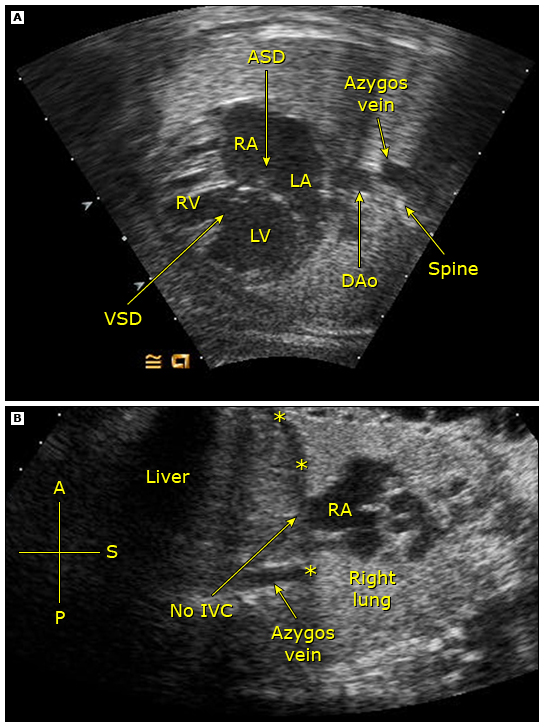 A
ASD
Azygos
vein
RA
LA
RV
LV
DAo
Spine
VSD
B
*
*
Liver
A
RA
S
*
Right
lung
No IVC
P
Azygos
vein